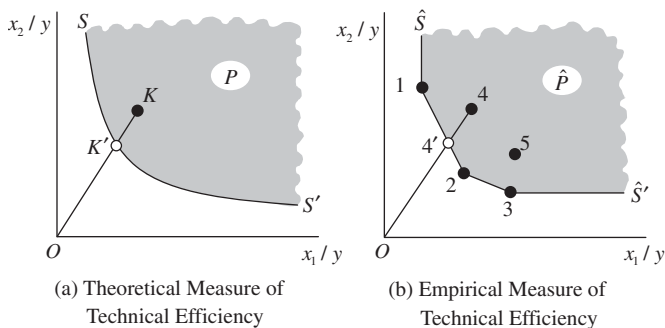 x₂ / y
S
P
K
K′
S′
O
x₁ / y
(a) Theoretical Measure of
Technical Efficiency
x₂ / y
Ŝ
P̂
1
4
4′
5
2
3
Ŝ′
O
x₁ / y
(b) Empirical Measure of
Technical Efficiency